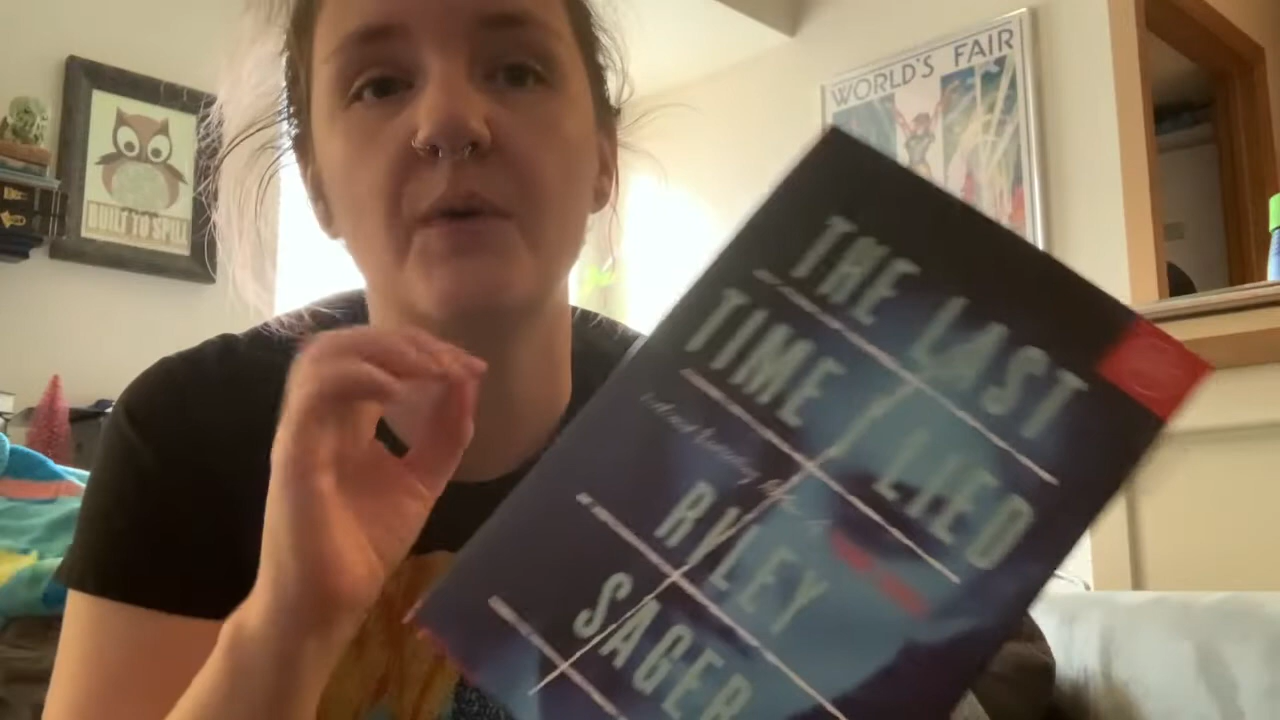 BUILT TO SPILL
WORLD'S FAIR
THE LAST
TIME I LIED
RILEY
SAGER